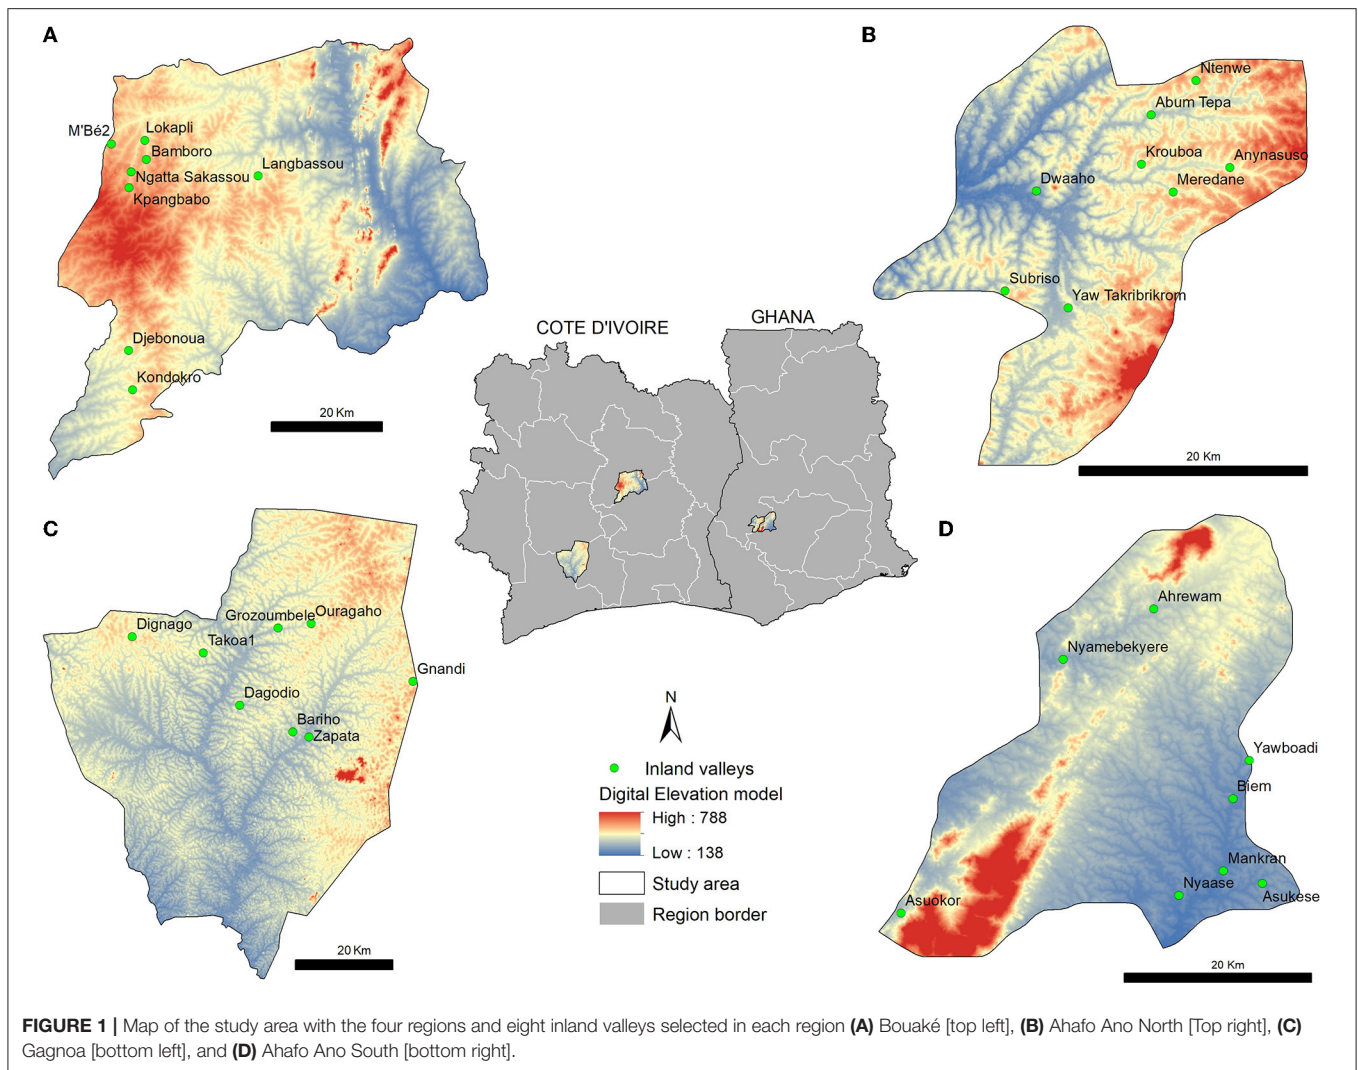 A
M'Bé2
Lokapli
Bamboro
Ngatta Sakassou
Kpangbabo
Langbassou
Djebonoua
Kondokro
20 Km
B
Ntenwe
Abum Tepa
Krouboa
Anynasuso
Dwaaho
Meredane
Subriso
Yaw Takribrikrom
20 Km
COTE D'IVOIRE
GHANA
C
Dignago
Grozoumbele
Ouragaho
Takoa1
Gnandi
Dagodio
Bariho
Zapata
20 Km
N
Inland valleys
Digital Elevation model
High : 788
Low : 138
Study area
Region border
D
Ahrewam
Nyamebekyere
Yawboadi
Biem
Mankran
Nyaase
Asukese
Asuokor
20 Km
FIGURE 1 | Map of the study area with the four regions and eight inland valleys selected in each region (A) Bouaké [top left], (B) Ahafo Ano North [Top right], (C)
Gagnoa [bottom left], and (D) Ahafo Ano South [bottom right].